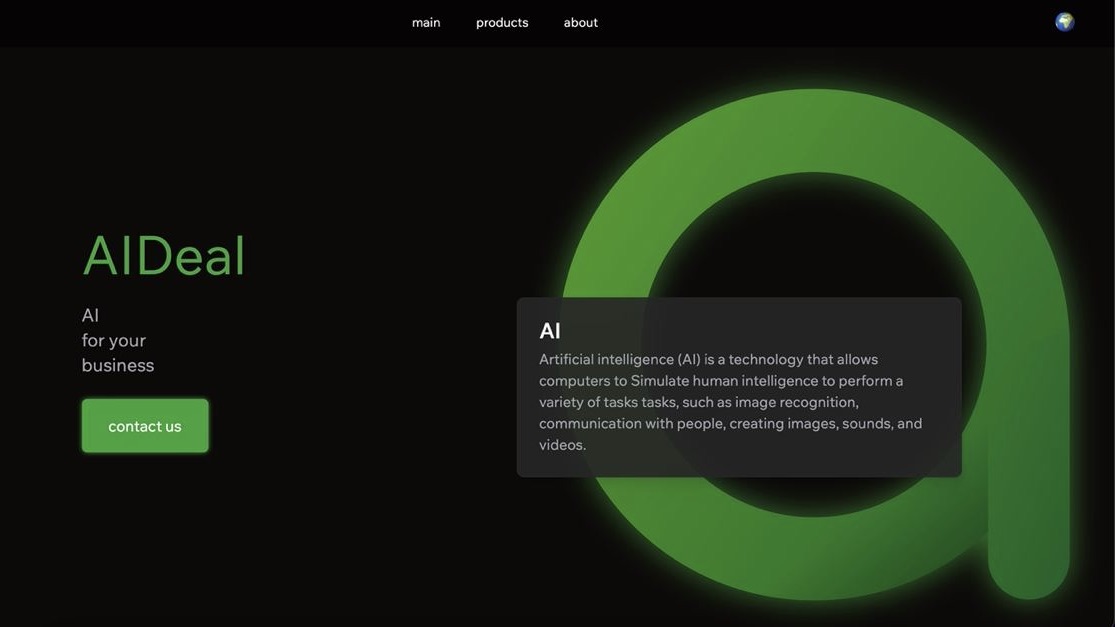 main products about
AIDeal
AI
for your
business
contact us
AI
Artificial intelligence (AI) is a technology that allows
computers to Simulate human intelligence to perform a
variety of tasks tasks, such as image recognition,
communication with people, creating images, sounds, and
videos.